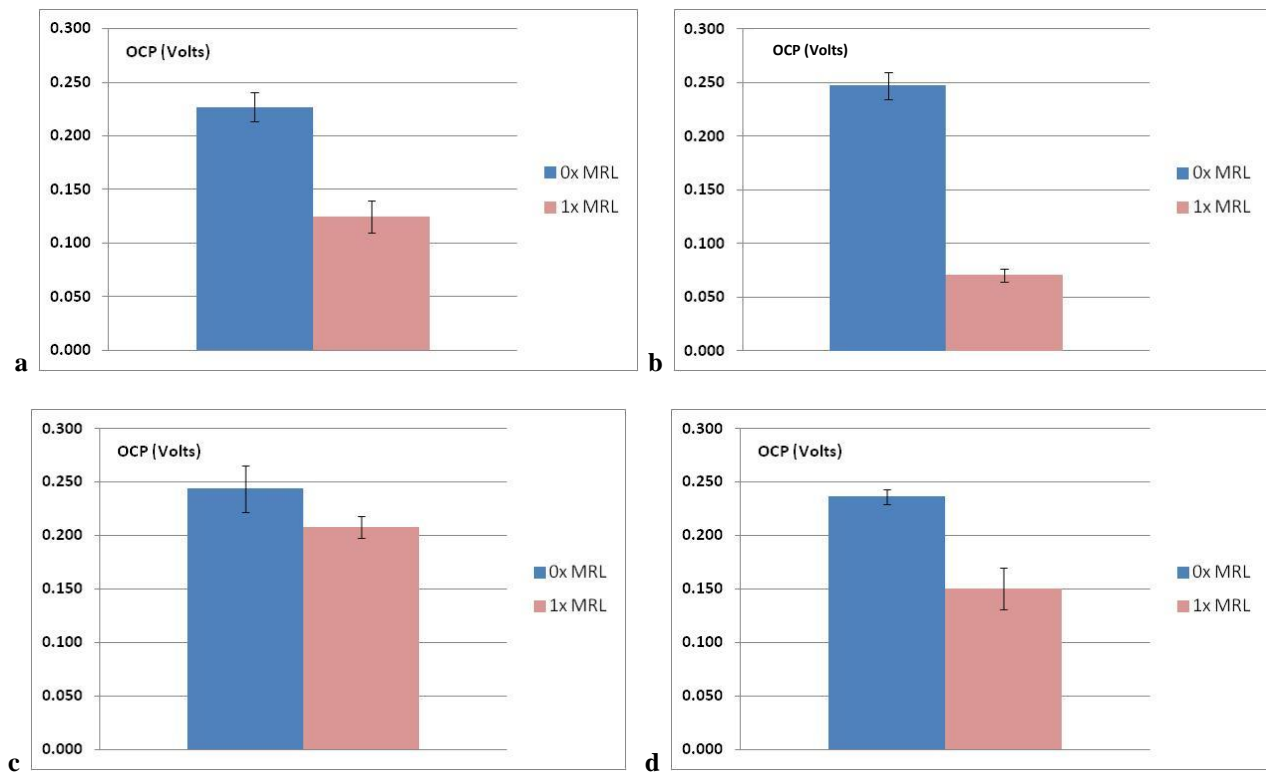 0.300
OCP (Volts)
0.250
0.200
0.150
0.100
0.050
0.000
0x MRL
1x MRL
a
0.300
OCP (Volts)
0.250
0.200
0.150
0.100
0.050
0.000
0x MRL
1x MRL
b
0.300
OCP (Volts)
0.250
0.200
0.150
0.100
0.050
0.000
0x MRL
1x MRL
c
0.300
OCP (Volts)
0.250
0.200
0.150
0.100
0.050
0.000
0x MRL
1x MRL
d